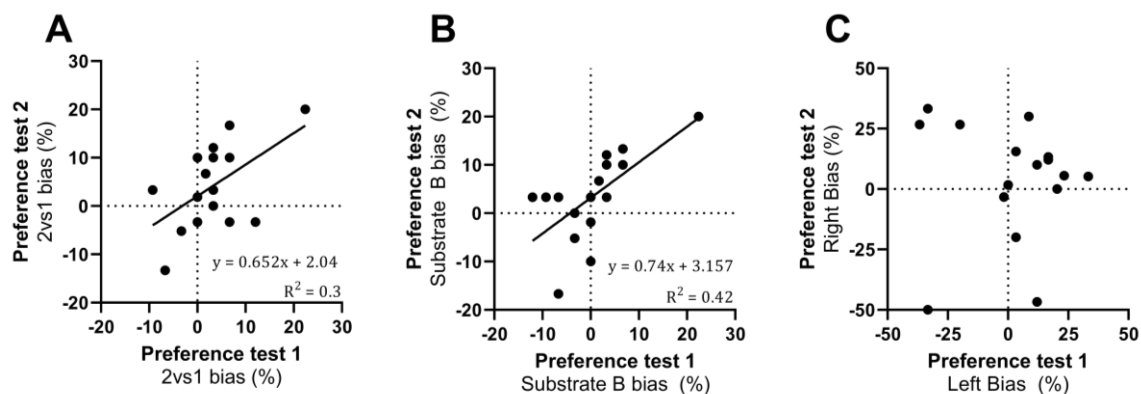 A
Preference test 2
2vs1 bias (%)
30
20
10
0
-10
-20
-20
-10
0
10
20
30
y = 0.652x + 2.04
R² = 0.3
Preference test 1
2vs1 bias (%)
B
Preference test 2
Substrate B bias (%)
30
20
10
0
-10
-20
-20
-10
0
10
20
30
y = 0.74x + 3.157
R² = 0.42
Preference test 1
Substrate B bias (%)
C
Preference test 2
Right Bias (%)
50
25
0
-25
-50
-50
-25
0
25
50
Preference test 1
Left Bias (%)